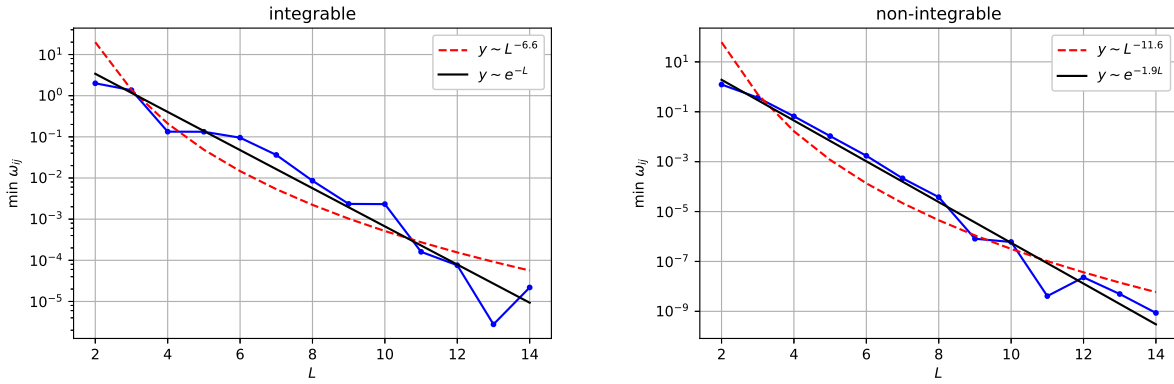 integrable
min ω_{ij}
10^1
10^0
10^{-1}
10^{-2}
10^{-3}
10^{-4}
10^{-5}
y ~ L^{-6.6}
y ~ e^{-L}
2 4 6 8 10 12 14
L
non-integrable
min ω_{ij}
10^1
10^{-1}
10^{-3}
10^{-5}
10^{-7}
10^{-9}
y ~ L^{-11.6}
y ~ e^{-1.9L}
2 4 6 8 10 12 14
L